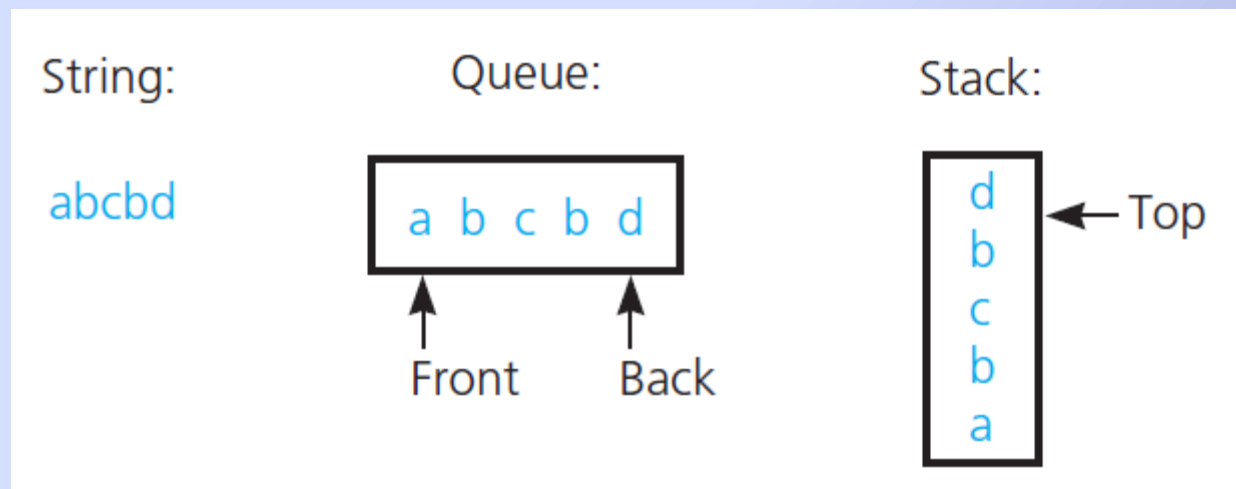 String:
Queue:
Stack:
abcbd
a b c b d
Front
Back
d
b
c
b
a
Top